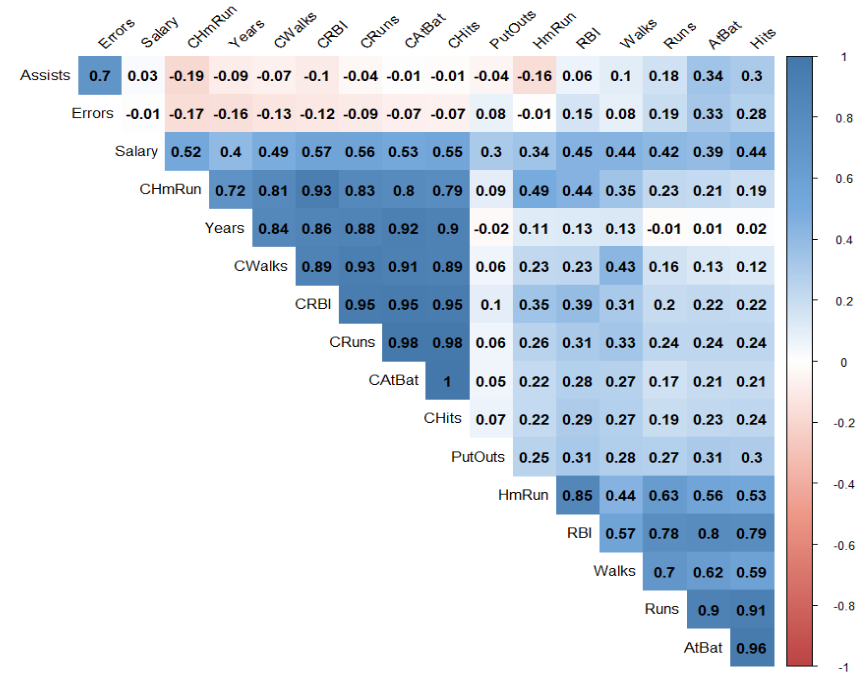 Errors Salary CHmRun Years CWalks CRBI CRuns CAtBat CHits PutOuts HmRun RBI Walks Runs AtBat Hits
Assists 0.7 0.03 -0.19 -0.09 -0.07 -0.1 -0.04 -0.01 -0.01 -0.04 -0.16 0.06 0.1 0.18 0.34 0.3
Errors -0.01 -0.17 -0.16 -0.13 -0.12 -0.09 -0.07 -0.07 0.08 -0.01 0.15 0.08 0.19 0.33 0.28
Salary 0.52 0.4 0.49 0.57 0.56 0.53 0.55 0.3 0.34 0.45 0.44 0.42 0.39 0.44
CHmRun 0.72 0.81 0.93 0.83 0.8 0.79 0.09 0.49 0.44 0.35 0.23 0.21 0.19
Years 0.84 0.86 0.88 0.92 0.9 -0.02 0.11 0.13 0.13 -0.01 0.01 0.02
CWalks 0.89 0.93 0.91 0.89 0.06 0.23 0.23 0.43 0.16 0.13 0.12
CRBI 0.95 0.95 0.95 0.1 0.35 0.39 0.31 0.2 0.22 0.22
CRuns 0.98 0.98 0.06 0.26 0.31 0.33 0.24 0.24 0.24
CAtBat 1 0.05 0.22 0.28 0.27 0.17 0.21 0.21
CHits 0.07 0.22 0.29 0.27 0.19 0.23 0.24
PutOuts 0.25 0.31 0.28 0.27 0.31 0.3
HmRun 0.85 0.44 0.63 0.56 0.53
RBI 0.57 0.78 0.8 0.79
Walks 0.7 0.62 0.59
Runs 0.9 0.91
AtBat 0.96
1
0.8
0.6
0.4
0.2
0
-0.2
-0.4
-0.6
-0.8
-1